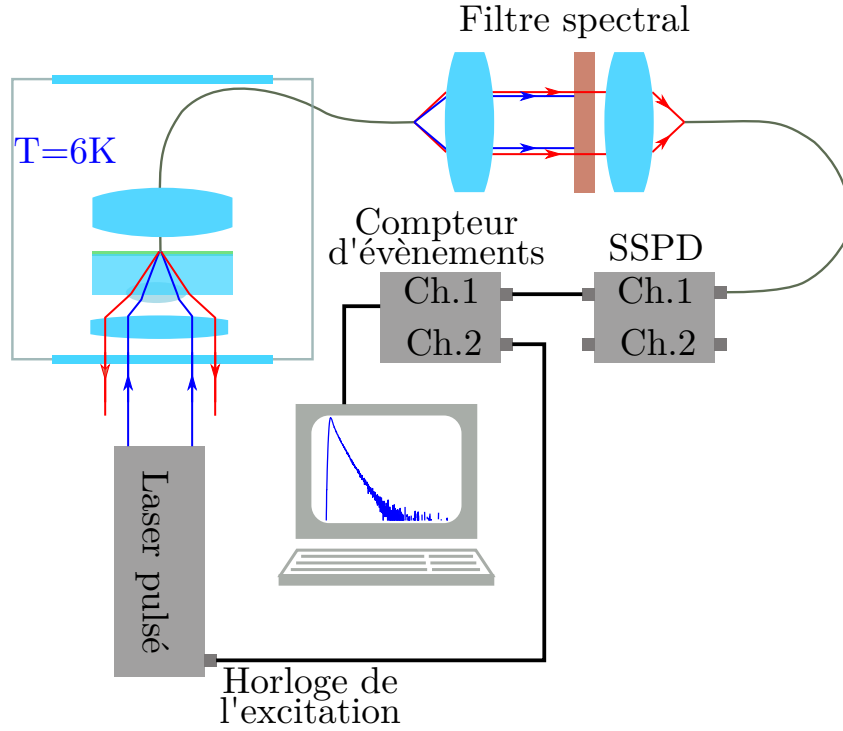 Filtre spectral
T=6K
Compteur
d'évènements
SSPD
Ch.1
Ch.2
Ch.1
Ch.2
Laser pulsé
Horloge de
l'excitation